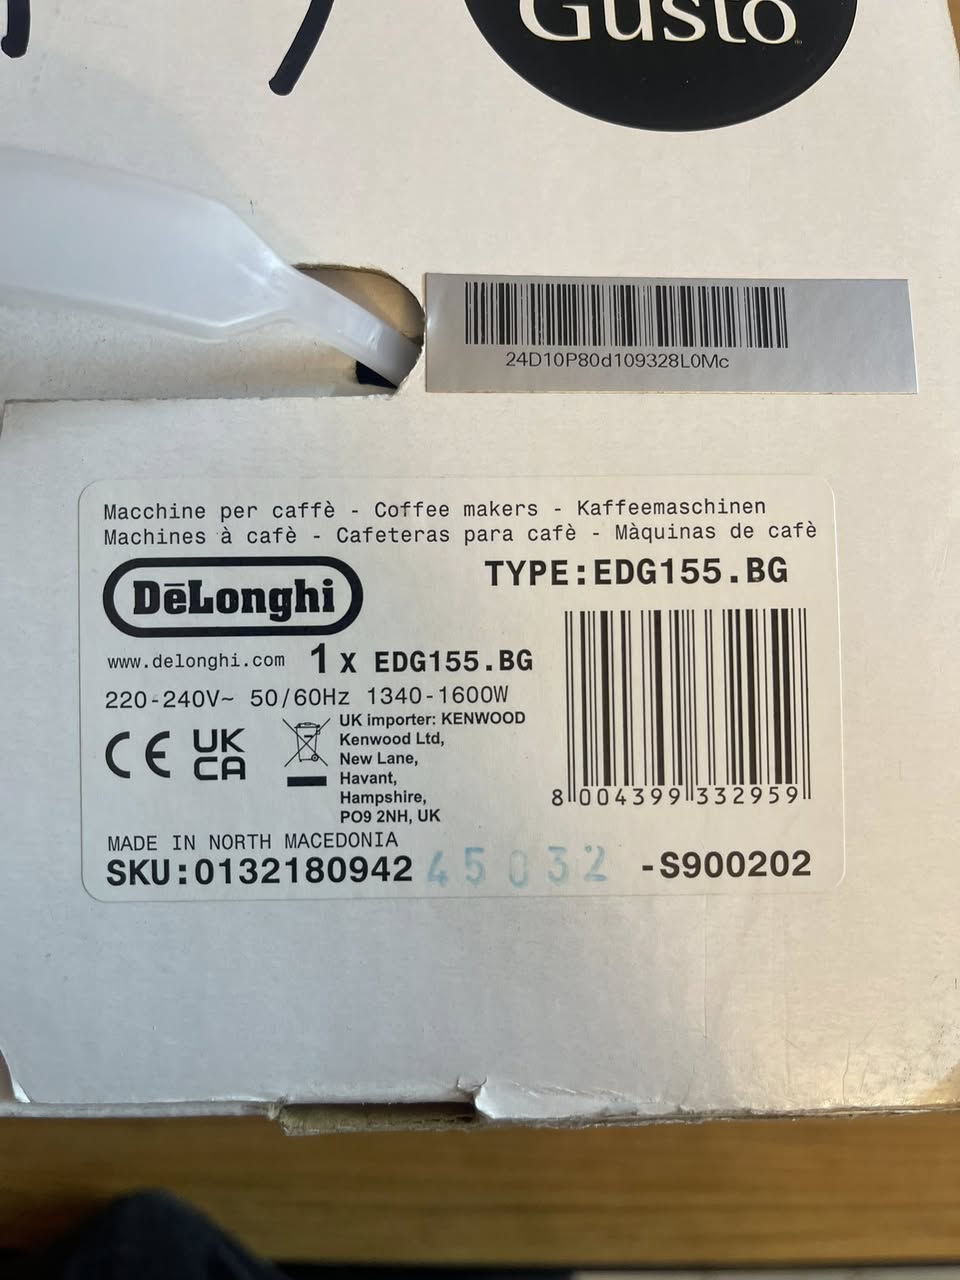 Gusto
24D10P80d109328L0Mc
Macchine per caffè - Coffee makers - Kaffeemaschinen
Machines à cafè - Cafeteras para cafè - Màquinas de cafè
DēLonghi
TYPE:EDG155.BG
www.delonghi.com 1 x EDG155.BG
220-240V~ 50/60Hz 1340-1600W
CE UK CA
UK importer: KENWOOD
Kenwood Ltd,
New Lane,
Havant,
Hampshire,
PO9 2NH, UK
8 004399 332959
MADE IN NORTH MACEDONIA
SKU:0132180942 45032 -S900202